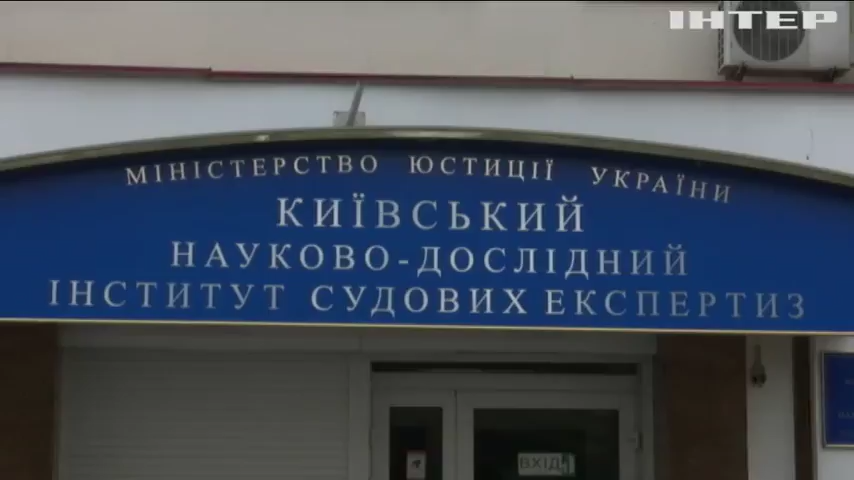 ІНТЕР
МІНІСТЕРСТВО ЮСТИЦІЇ УКРАЇНИ
КИЇВСЬКИЙ
НАУКОВО-ДОСЛІДНИЙ
ІНСТИТУТ СУДОВИХ ЕКСПЕРТИЗ
ВХІД